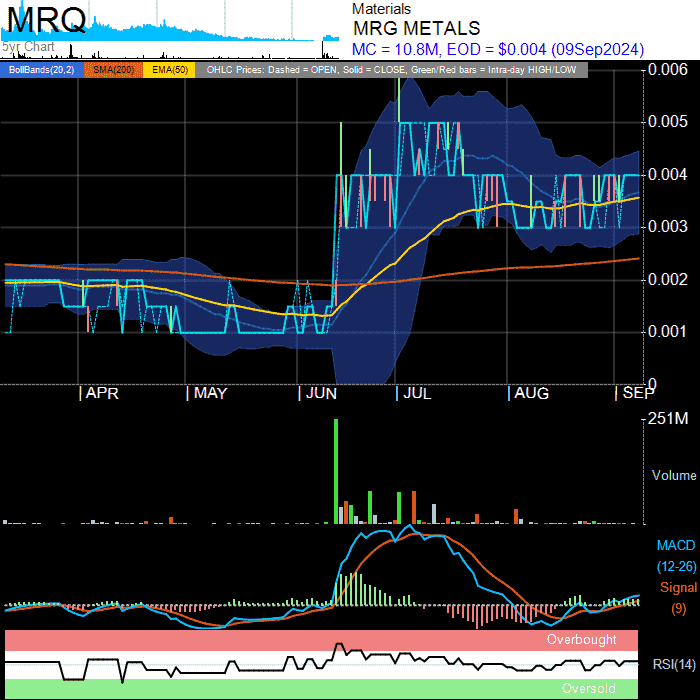 MRQ
5yr Chart
Materials
MRG METALS
MC = 10.8M, EOD = $0.004 (09Sep2024)
BollBands(20,2) SMA(200) EMA(50) OHLC Prices: Dashed = OPEN, Solid = CLOSE, Green/Red bars = Intra-day HIGH/LOW
0.006
0.005
0.004
0.003
0.002
0.001
0
APR MAY JUN JUL AUG SEP
251M
Volume
MACD
(12-26)
Signal
(9)
Overbought
RSI(14)
Oversold